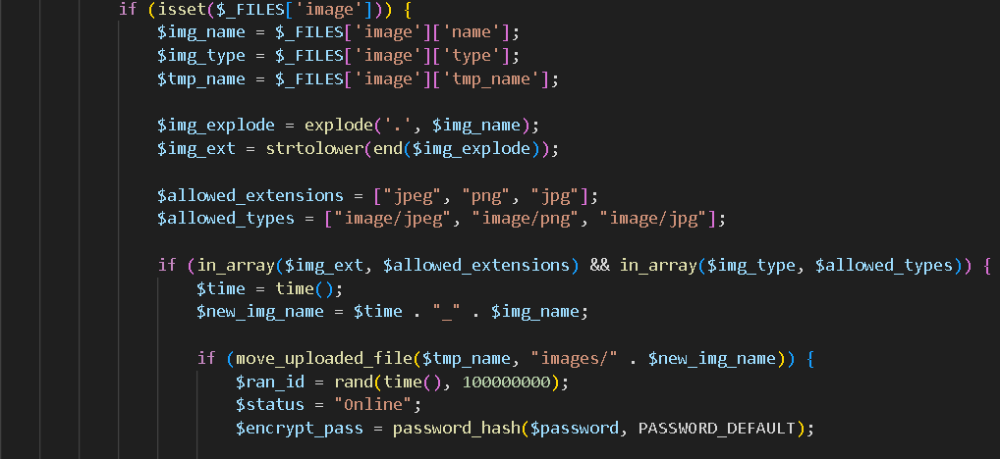 if (isset($_FILES['image'])) {
$img_name = $_FILES['image']['name'];
$img_type = $_FILES['image']['type'];
$tmp_name = $_FILES['image']['tmp_name'];
$img_explode = explode('.', $img_name);
$img_ext = strtolower(end($img_explode));
$allowed_extensions = ["jpeg", "png", "jpg"];
$allowed_types = ["image/jpeg", "image/png", "image/jpg"];
if (in_array($img_ext, $allowed_extensions) && in_array($img_type, $allowed_types)) {
$time = time();
$new_img_name = $time . "_" . $img_name;
if (move_uploaded_file($tmp_name, "images/" . $new_img_name)) {
$ran_id = rand(time(), 100000000);
$status = "Online";
$encrypt_pass = password_hash($password, PASSWORD_DEFAULT);